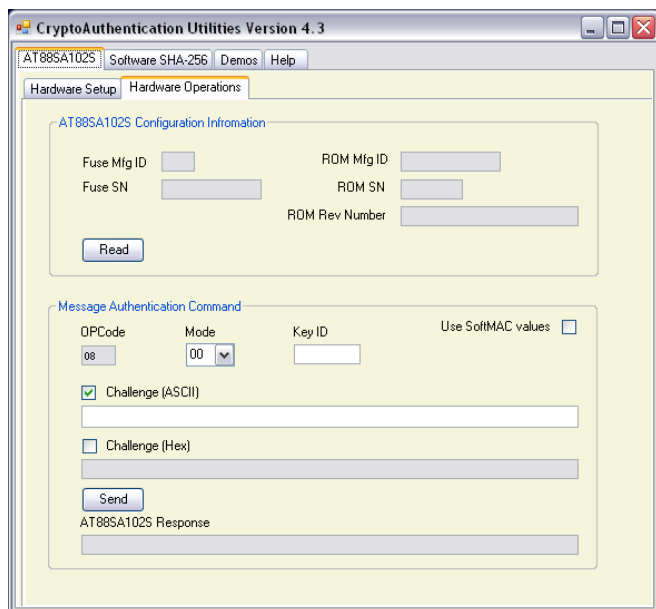 CryptoAuthentication Utilities Version 4.3
AT88SA102S Software SHA-256 Demos Help
Hardware Setup Hardware Operations
AT88SA102S Configuration Infromation
Fuse Mfg ID ROM Mfg ID
Fuse SN ROM SN
ROM Rev Number
Read
Message Authentication Command
OPCode Mode Key ID Use SoftMAC values
08 00
Challenge (ASCII)
Challenge (Hex)
Send
AT88SA102S Response